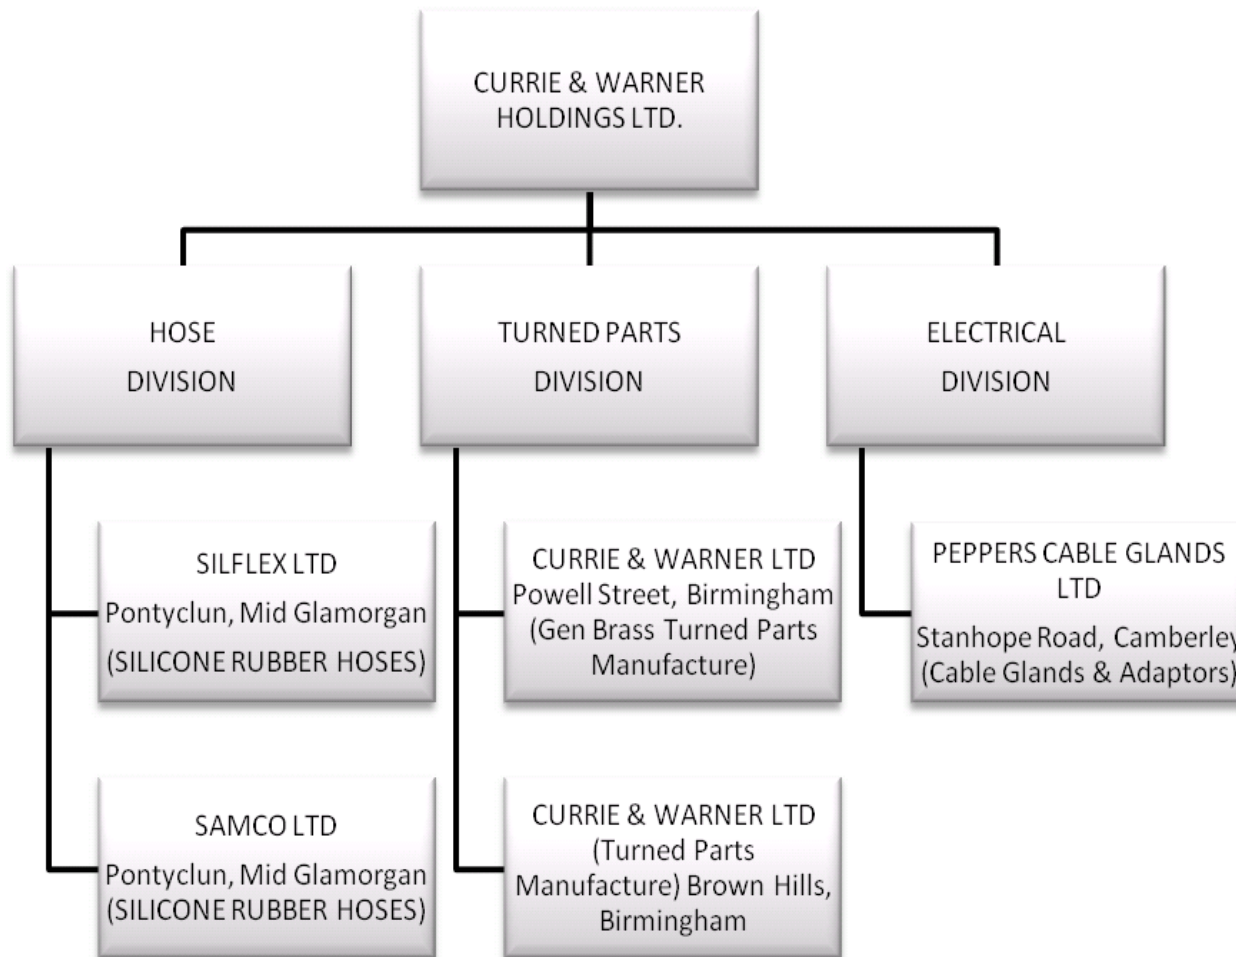 CURRIE & WARNER
HOLDINGS LTD.
HOSE
DIVISION
TURNED PARTS
DIVISION
ELECTRICAL
DIVISION
SILFLEX LTD
Pontyclun, Mid Glamorgan
(SILICONE RUBBER HOSES)
CURRIE & WARNER LTD
Powell Street, Birmingham
(Gen Brass Turned Parts
Manufacture)
PEPPERS CABLE GLANDS
LTD
Stanhope Road, Camberley
(Cable Glands & Adaptors)
SAMCO LTD
Pontyclun, Mid Glamorgan
(SILICONE RUBBER HOSES)
CURRIE & WARNER LTD
(Turned Parts
Manufacture) Brown Hills,
Birmingham